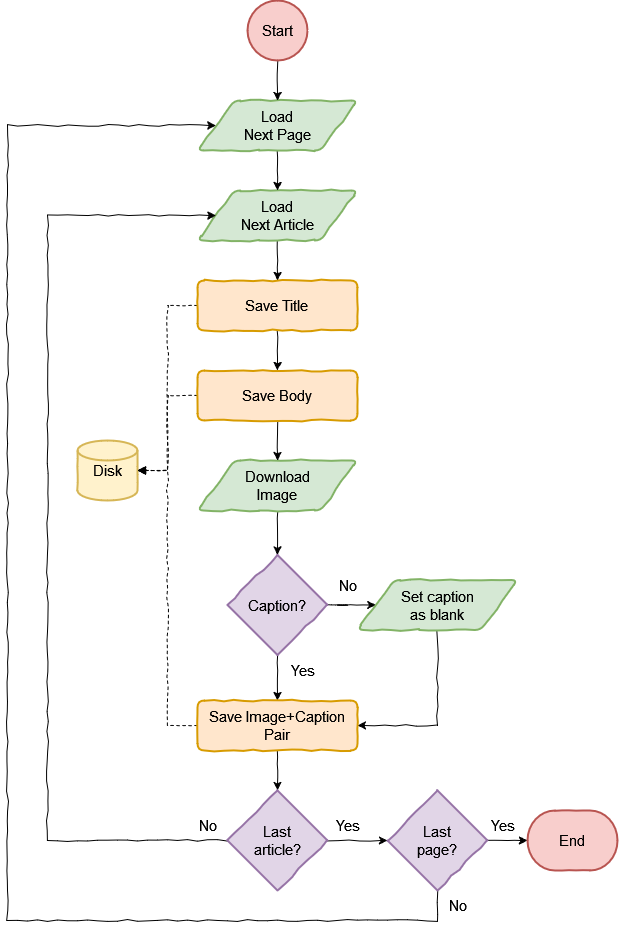 Start
Load
Next Page
Load
Next Article
Save Title
Save Body
Disk
Download
Image
Caption?
No
Set caption
as blank
Yes
Save Image+Caption
Pair
No
Last
article?
Yes
Last
page?
Yes
End
No